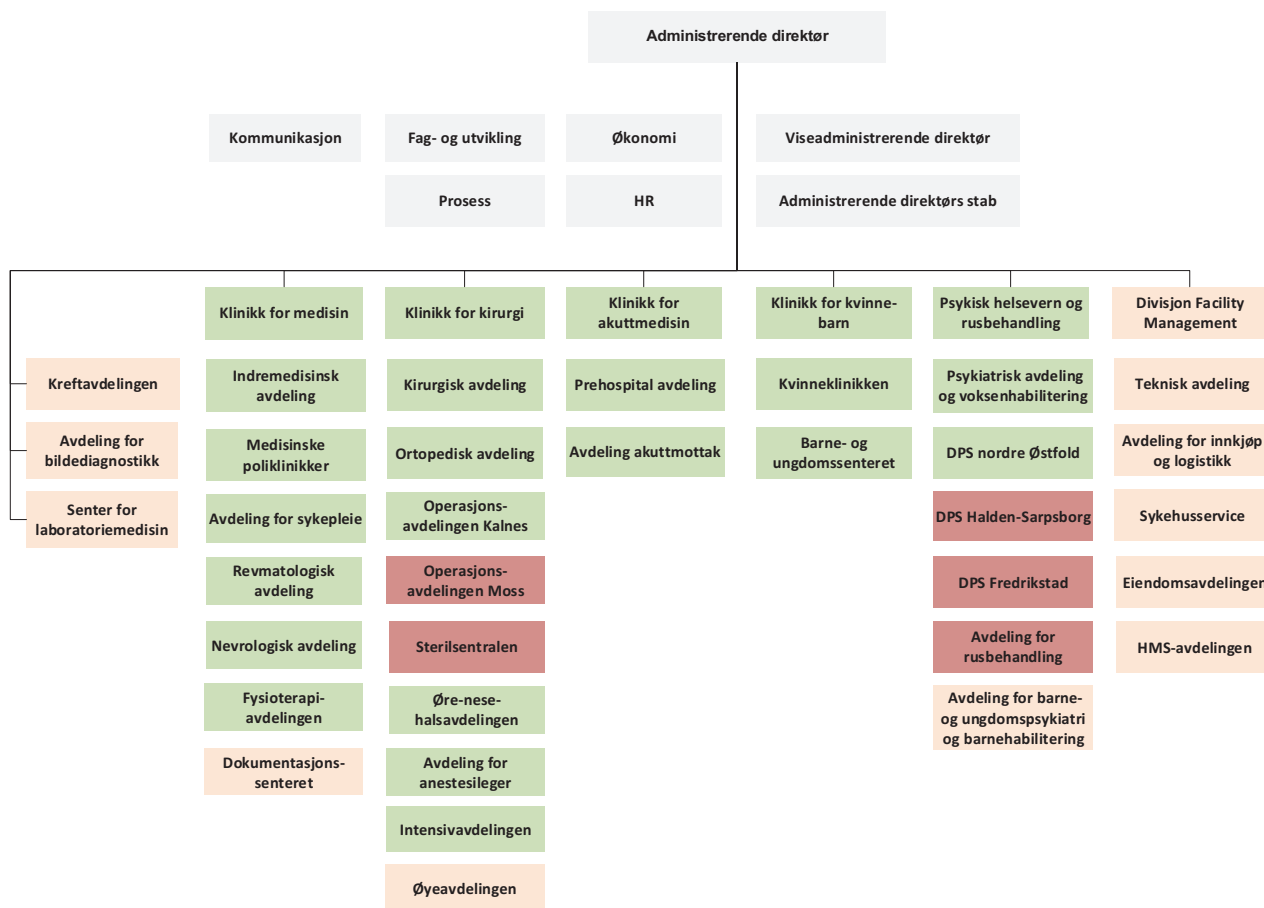 Administrerende direktør
Kommunikasjon
Fag- og utvikling
Økonomi
Viseadministrerende direktør
Prosess
HR
Administrerende direktørs stab
Kreftavdelingen
Avdeling for
bildediagnostikk
Senter for
laboratoriemedisin
Klinikk for medisin
Indremedisinsk
avdeling
Medisinske
poliklinikker
Avdeling for sykepleie
Revmatologisk
avdeling
Nevrologisk avdeling
Fysioterapi-
avdelingen
Dokumentasjons-
senteret
Klinikk for kirurgi
Kirurgisk avdeling
Ortopedisk avdeling
Operasjons-
avdelingen Kalnes
Operasjons-
avdelingen Moss
Sterilsentralen
Øre-nese-
halsavdelingen
Avdeling for
anestesileger
Intensivavdelingen
Øyeavdelingen
Klinikk for
akuttmedisin
Prehospital avdeling
Avdeling akuttmottak
Klinikk for kvinne-
barn
Kvinneklinikken
Barne- og
ungdomssenteret
Psykisk helsevern og
rusbehandling
Psykiatrisk avdeling
og voksenhabilitering
DPS nordre Østfold
DPS Halden-Sarpsborg
DPS Fredrikstad
Avdeling for
rusbehandling
Avdeling for barne-
og ungdomspsykiatri
og barnehabilitering
Divisjon Facility
Management
Teknisk avdeling
Avdeling for innkjøp
og logistikk
Sykehusservice
Eiendomsavdelingen
HMS-avdelingen